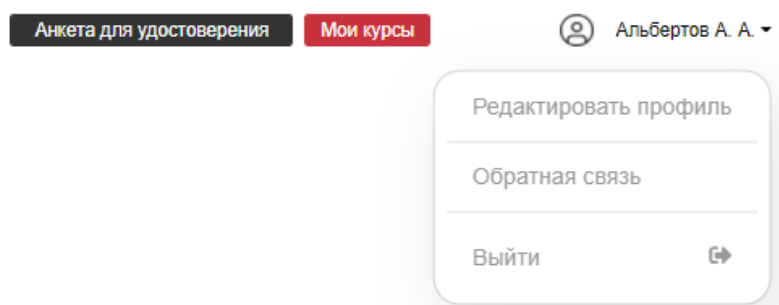 Анкета для удостоверения Мои курсы Альбертов А. А.
Редактировать профиль
Обратная связь
Выйти